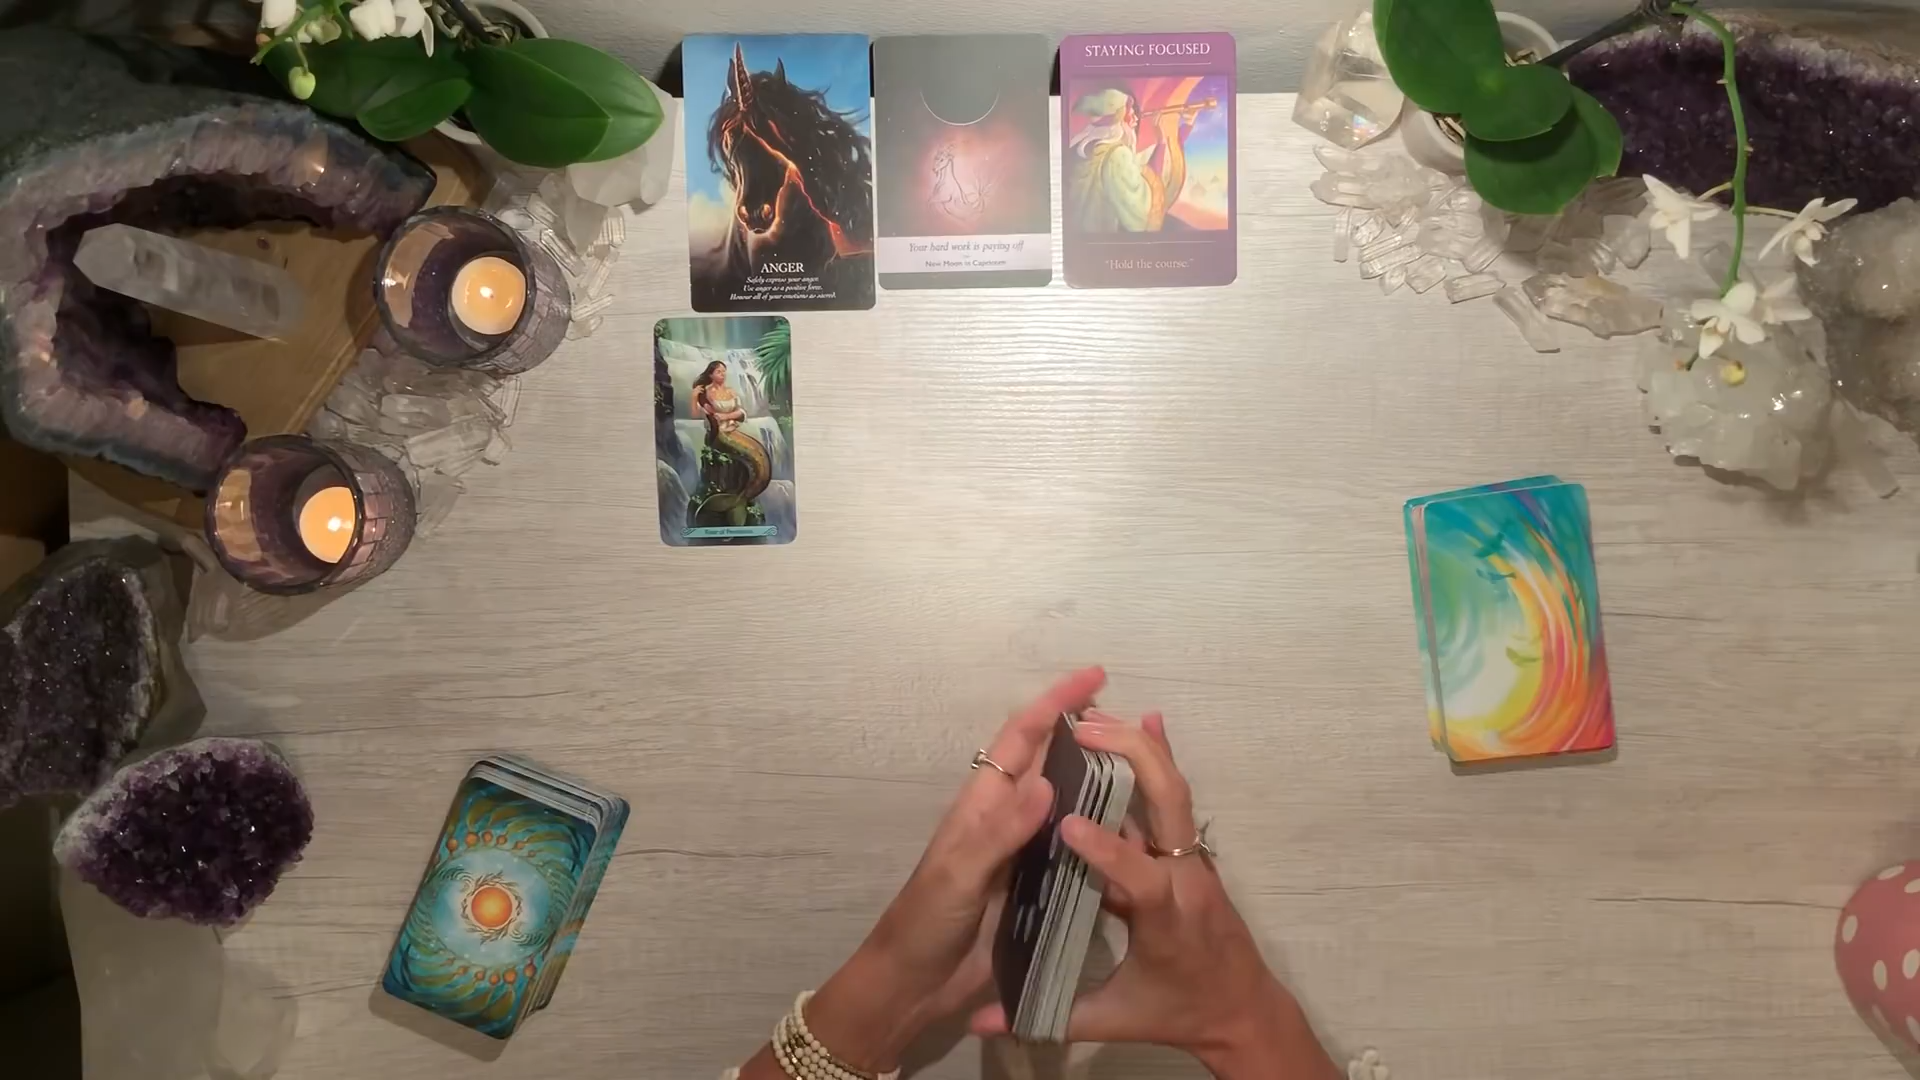 ANGER
Safely express your anger.
Use anger as a positive force.
Honour all of your emotions as sacred.
Your hard work is paying off
New Moon in Capricorn
STAYING FOCUSED
"Hold the course."